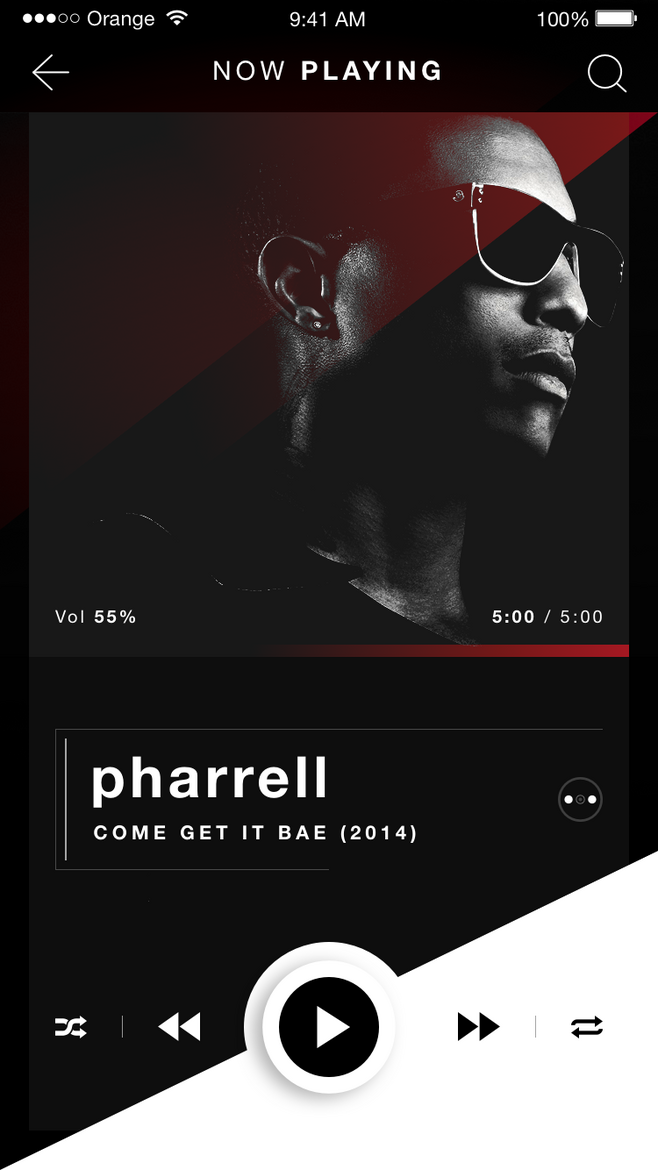 Orange 9:41 AM 100%
NOW PLAYING
Vol 55% 5:00 / 5:00
pharrell
COME GET IT BAE (2014)